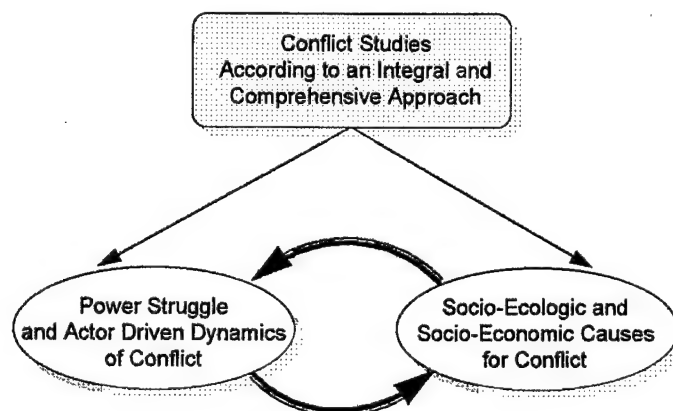 Conflict Studies
According to an Integral and
Comprehensive Approach
Power Struggle
and Actor Driven Dynamics
of Conflict
Socio-Ecologic and
Socio-Economic Causes
for Conflict